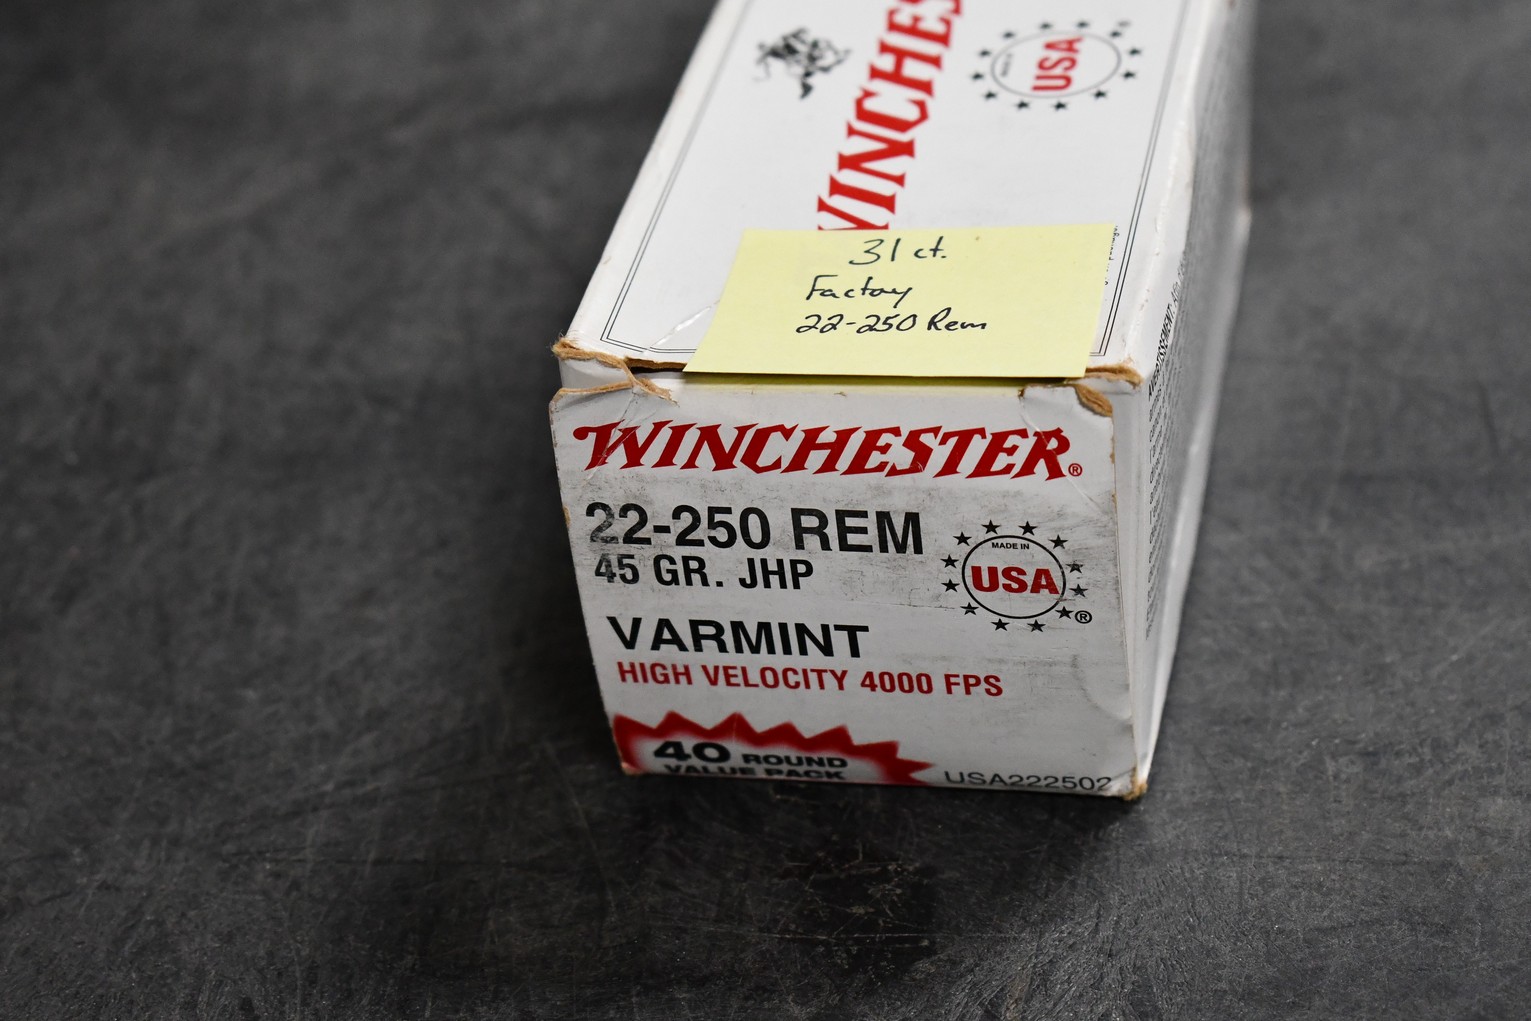 WINCHES
USA
31 ct.
Factory
22-250 Rem
WINCHESTER®
22-250 REM
45 GR. JHP
MADE IN
USA
®
VARMINT
HIGH VELOCITY 4000 FPS
40 ROUND
VALUE PACK
USA222502